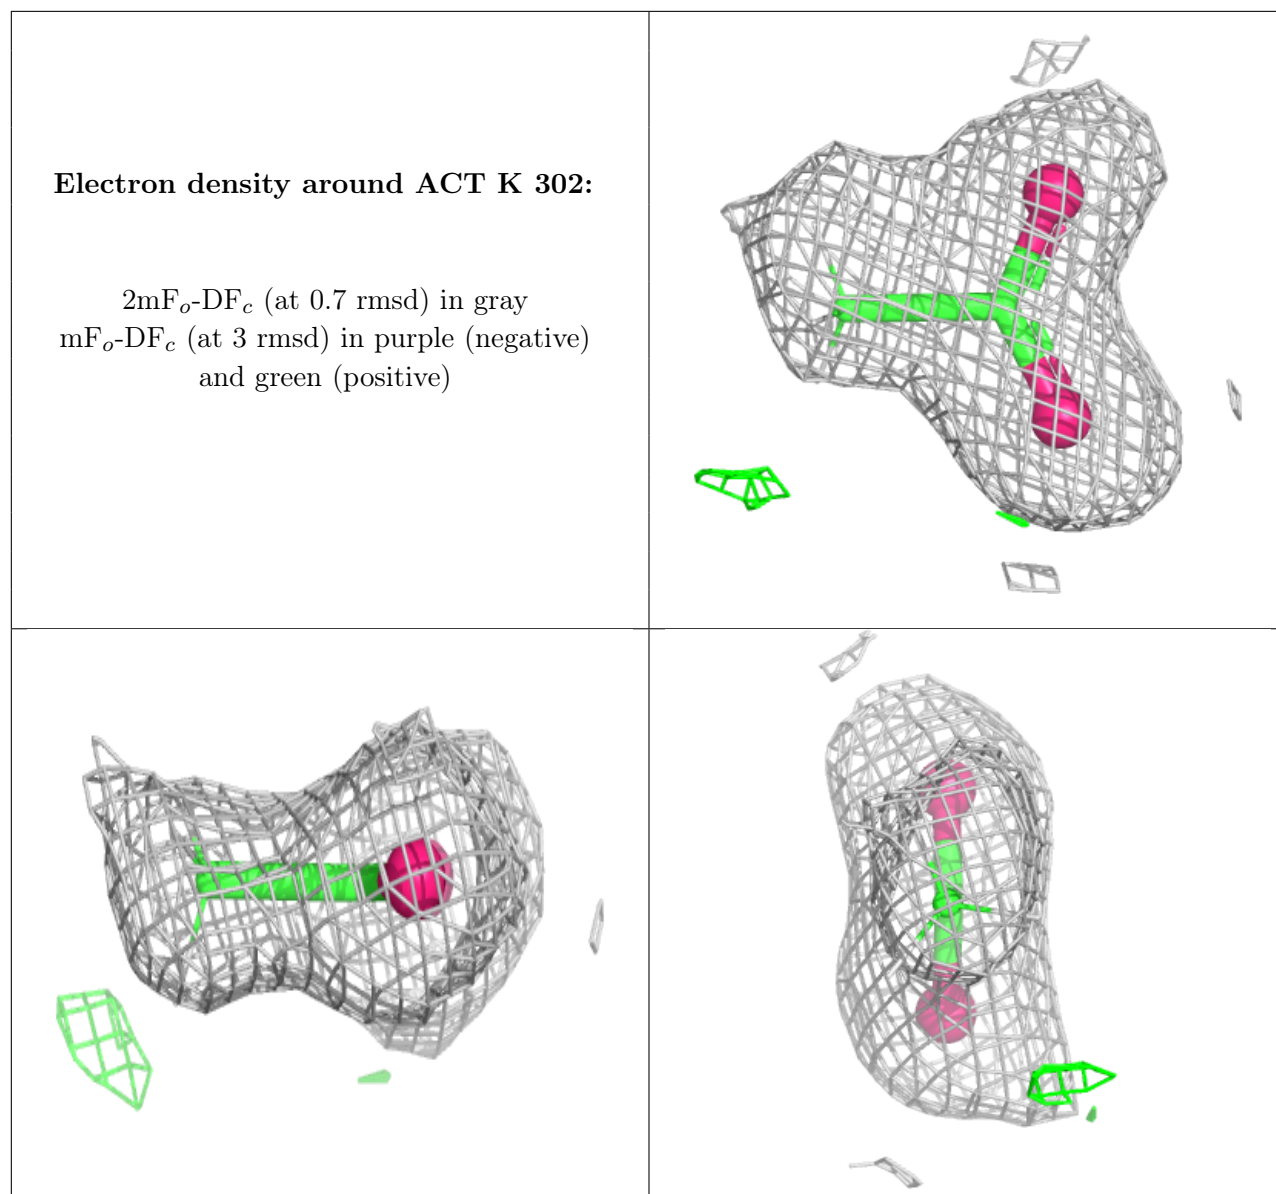 Electron density around ACT K 302:
2mFo-DFc (at 0.7 rmsd) in gray
mFo-DFc (at 3 rmsd) in purple (negative)
and green (positive)